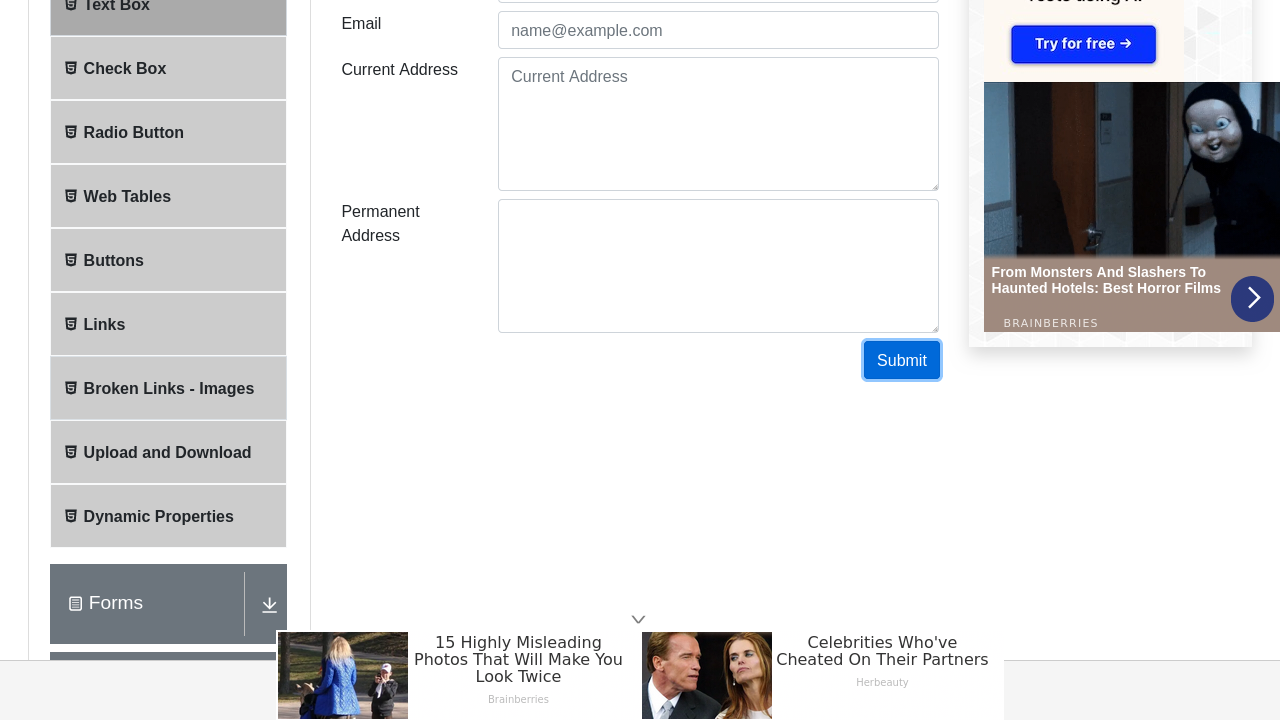 Text Box
Check Box
Radio Button
Web Tables
Buttons
Links
Broken Links - Images
Upload and Download
Dynamic Properties
Forms
Email
name@example.com
Current Address
Current Address
Permanent
Address
Submit
Try for free →
From Monsters And Slashers To
Haunted Hotels: Best Horror Films
BRAINBERRIES
15 Highly Misleading
Photos That Will Make You
Look Twice
Brainberries
Celebrities Who've
Cheated On Their Partners
Herbeauty